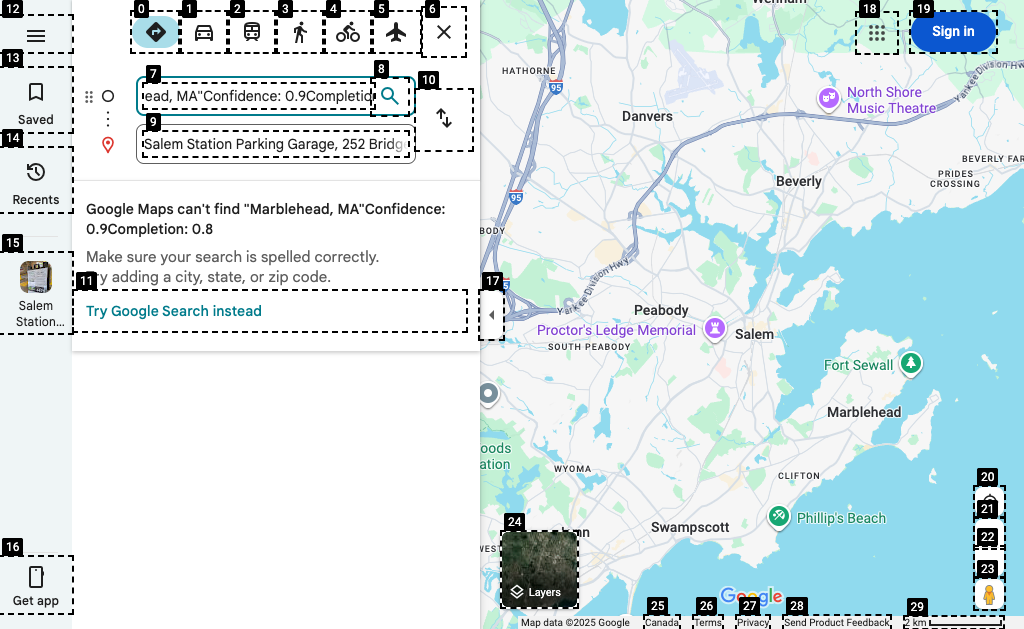 12
0
1
2
3
4
5
6
18
19
Sign in
13
Saved
7
ead, MA"Confidence: 0.9Completio
8
9
10
Salem Station Parking Garage, 252 Bridg
14
Recents
Google Maps can't find "Marblehead, MA"Confidence:
0.9Completion: 0.8
Make sure your search is spelled correctly.
y adding a city, state, or zip code.
15
11
Try Google Search instead
Salem
Station...
16
Get app
17
HATHORNE
95
North Shore
Music Theatre
Yankee Division Hwy
Danvers
BEVERLY FAR
PRIDES
CROSSING
Beverly
95
BODY
Yankee Division Hwy
Peabody
Proctor's Ledge Memorial
Salem
SOUTH PEABODY
Fort Sewall
Marblehead
oods
ation
WYOMA
CLIFTON
20
21
22
23
24
Phillip's Beach
Swampscott
WEST
nn
Layers
Google
25
26
27
28
29
Map data ©2025 Google
Canada
Terms
Privacy
Send Product Feedback
2 km